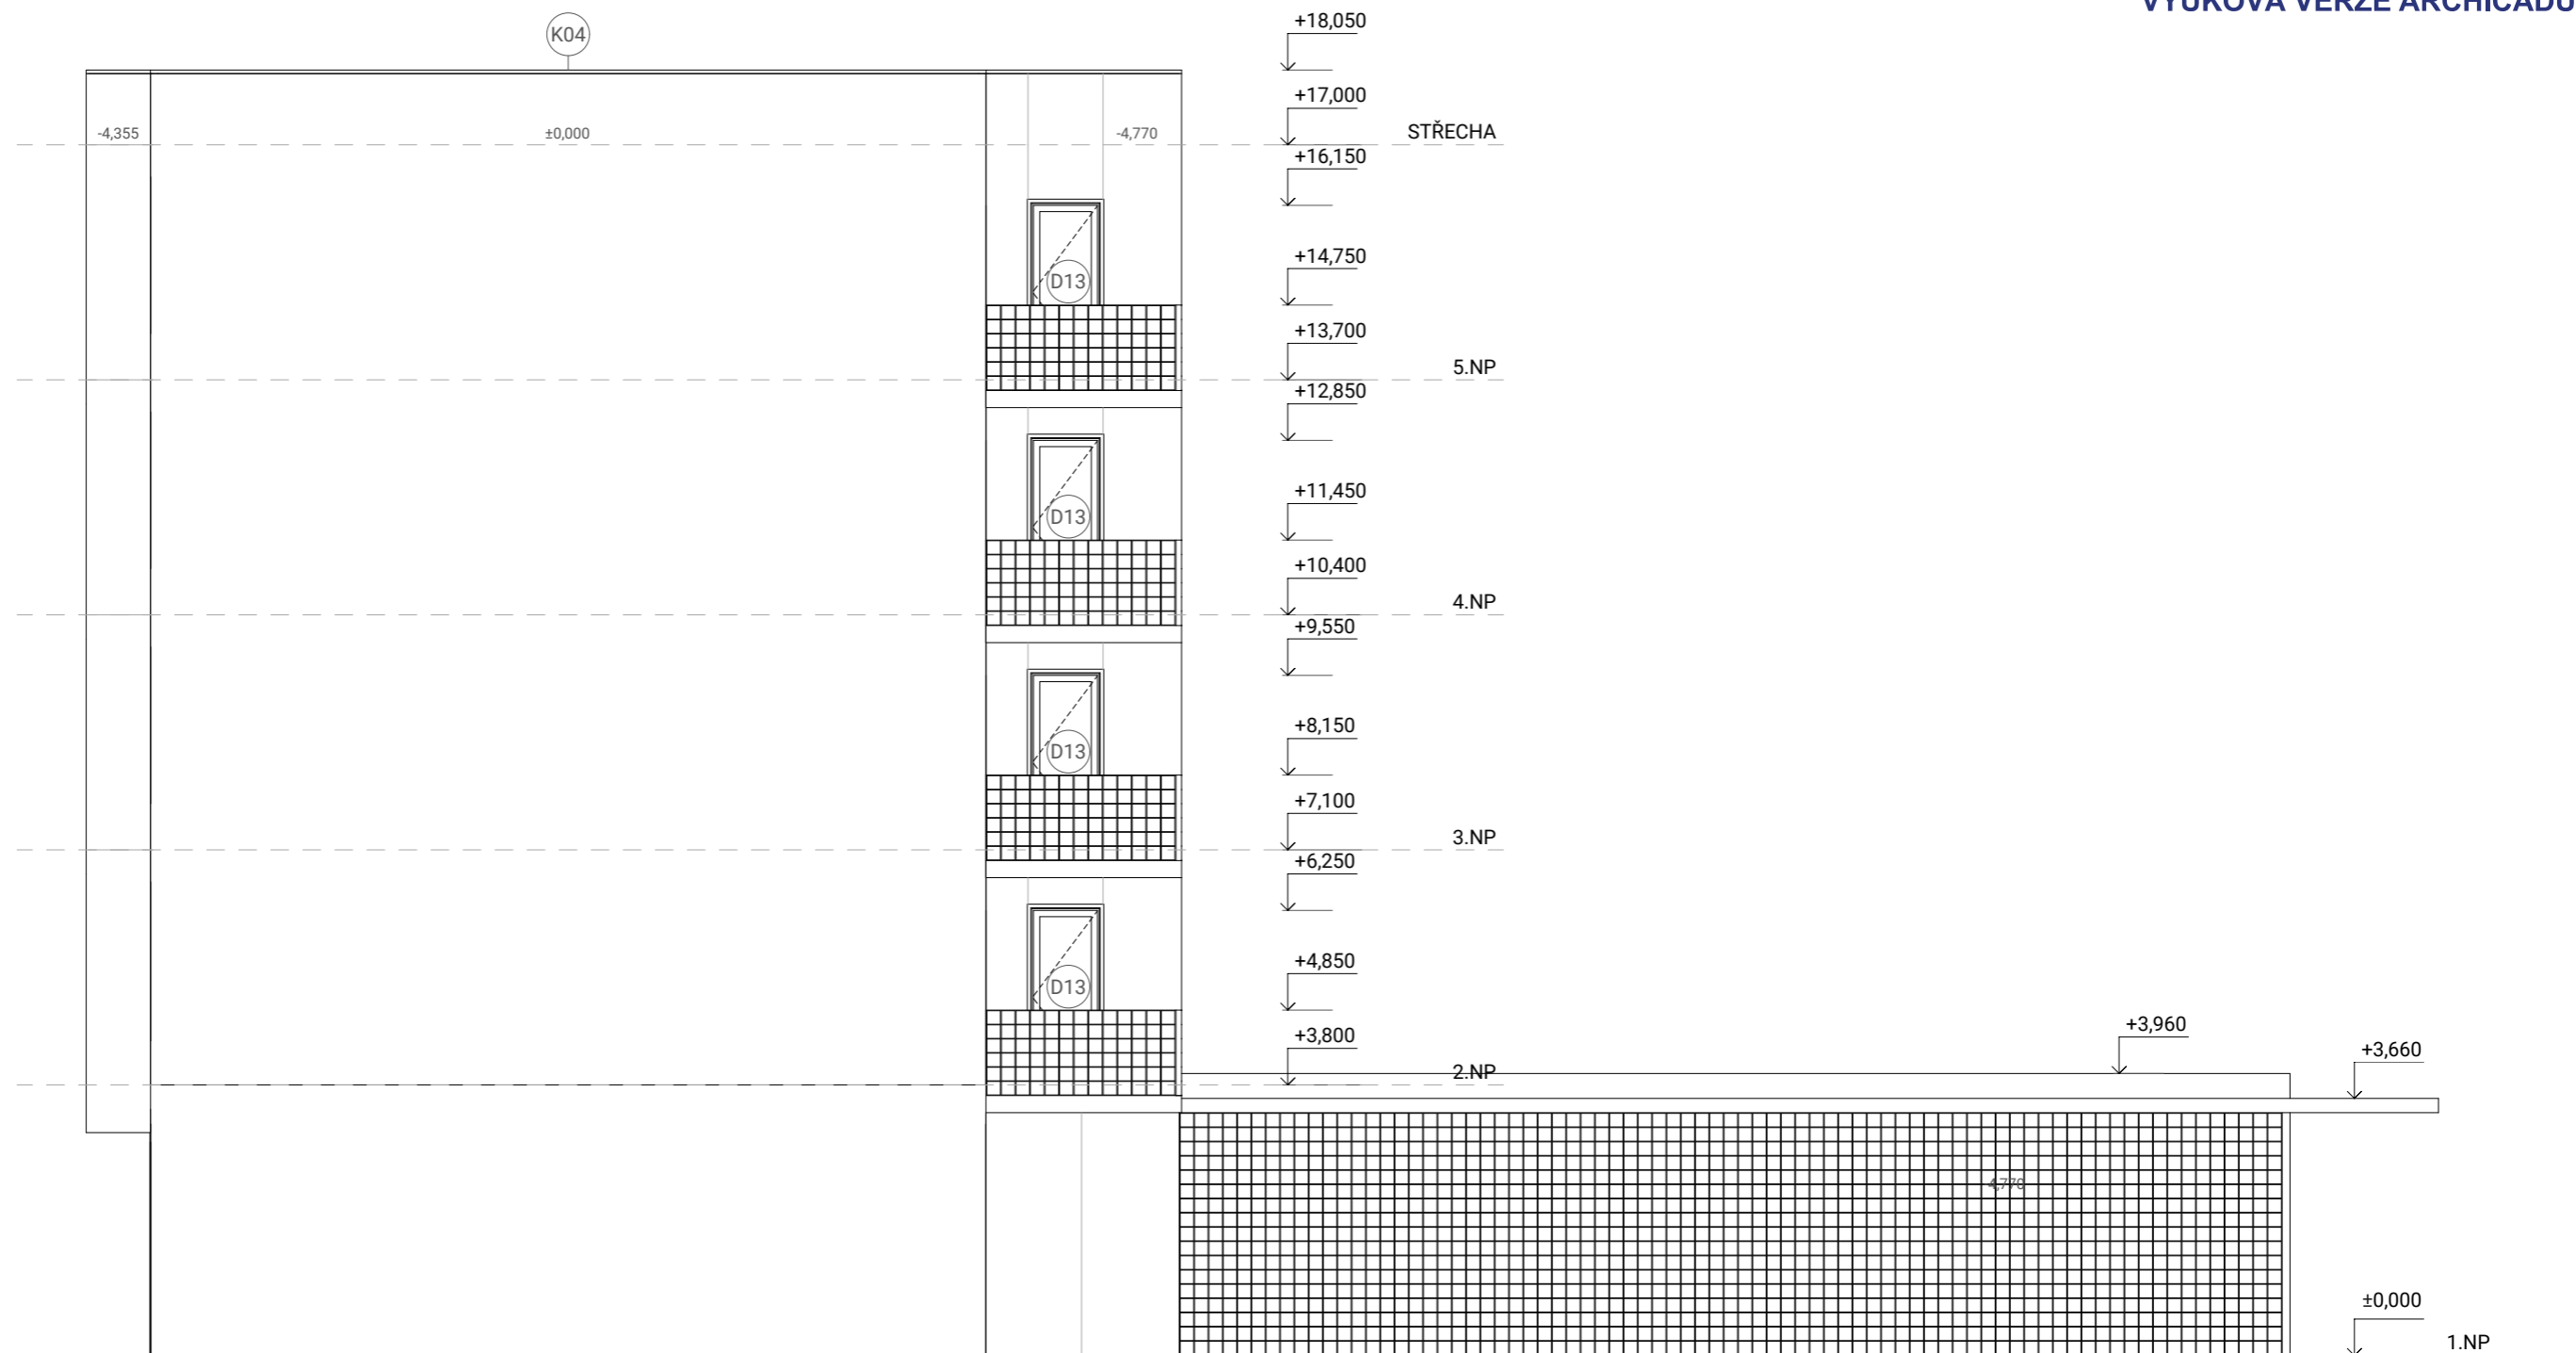 VÝUKOVÁ VERZE ARCHICADU
K04
+18,050
+17,000
-4,355
±0,000
-4,770
STŘECHA
+16,150
+14,750
D13
+13,700
5.NP
+12,850
+11,450
D13
+10,400
4.NP
+9,550
+8,150
D13
+7,100
3.NP
+6,250
+4,850
D13
+3,960
+3,800
+3,660
2.NP
-4,770
±0,000
1.NP